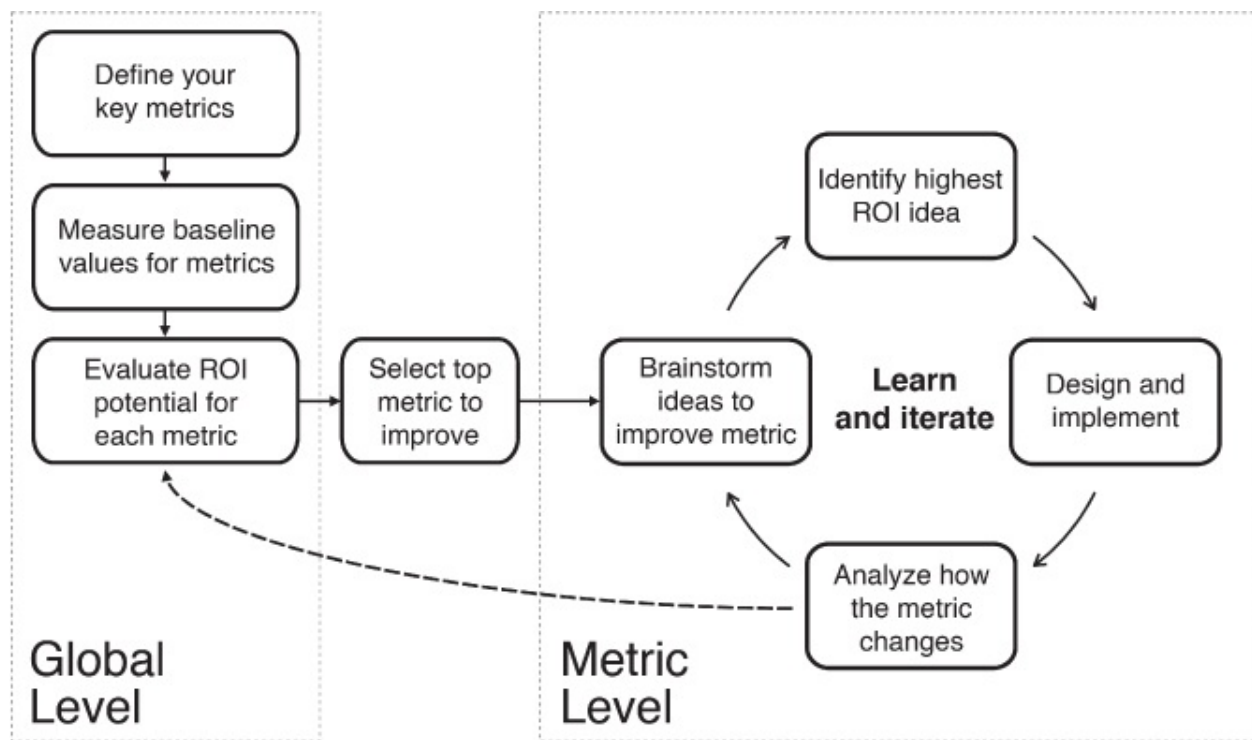 Define your
key metrics
Measure baseline
values for metrics
Evaluate ROI
potential for
each metric
Select top
metric to
improve
Brainstorm
ideas to
improve metric
Identify highest
ROI idea
Learn
and iterate
Design and
implement
Analyze how
the metric
changes
Global
Level
Metric
Level